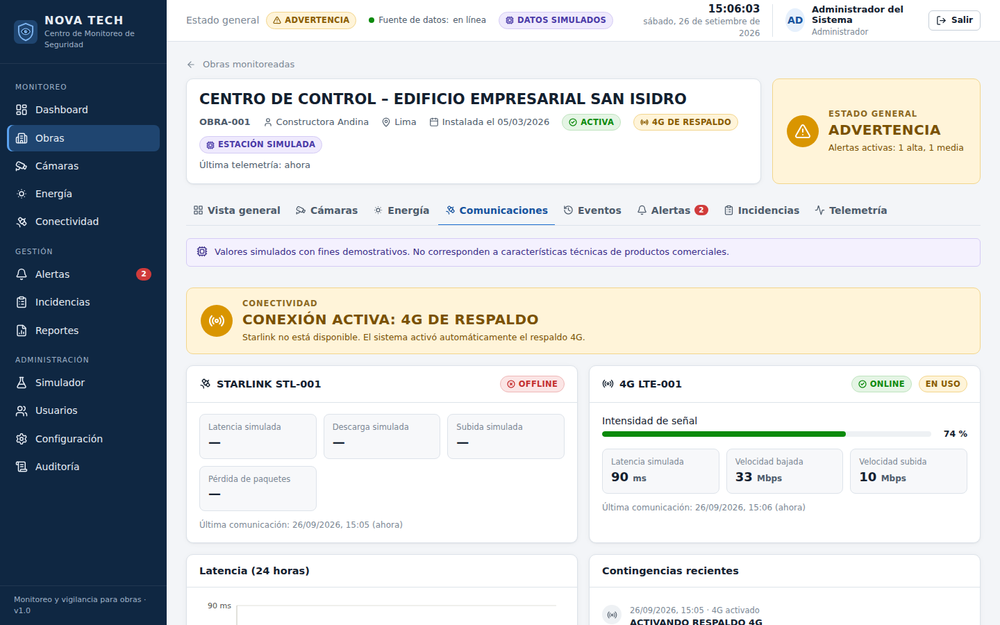 NOVA TECH
Centro de Monitoreo de
Seguridad
MONITOREO
Dashboard
Obras
Cámaras
Energía
Conectividad
GESTIÓN
Alertas 2
Incidencias
Reportes
ADMINISTRACIÓN
Simulador
Usuarios
Configuración
Auditoría
Monitoreo y vigilancia para obras ·
v1.0
Estado general ADVERTENCIA Fuente de datos: en línea DATOS SIMULADOS
15:06:03
sábado, 26 de setiembre de
2026
AD
Administrador del
Sistema
Administrador
Salir
Obras monitoreadas
CENTRO DE CONTROL – EDIFICIO EMPRESARIAL SAN ISIDRO
OBRA-001 Constructora Andina Lima Instalada el 05/03/2026 ACTIVA 4G DE RESPALDO
ESTACIÓN SIMULADA
Última telemetría: ahora
ESTADO GENERAL
ADVERTENCIA
Alertas activas: 1 alta, 1 media
Vista general Cámaras Energía Comunicaciones Eventos Alertas 2 Incidencias Telemetría
Valores simulados con fines demostrativos. No corresponden a características técnicas de productos comerciales.
CONECTIVIDAD
CONEXIÓN ACTIVA: 4G DE RESPALDO
Starlink no está disponible. El sistema activó automáticamente el respaldo 4G.
STARLINK STL-001 OFFLINE
Latencia simulada
—
Descarga simulada
—
Subida simulada
—
Pérdida de paquetes
—
Última comunicación: 26/09/2026, 15:05 (ahora)
4G LTE-001 ONLINE EN USO
Intensidad de señal
74 %
Latencia simulada
90 ms
Velocidad bajada
33 Mbps
Velocidad subida
10 Mbps
Última comunicación: 26/09/2026, 15:06 (ahora)
Latencia (24 horas)
90 ms
Contingencias recientes
26/09/2026, 15:05 · 4G activado
ACTIVANDO RESPALDO 4G